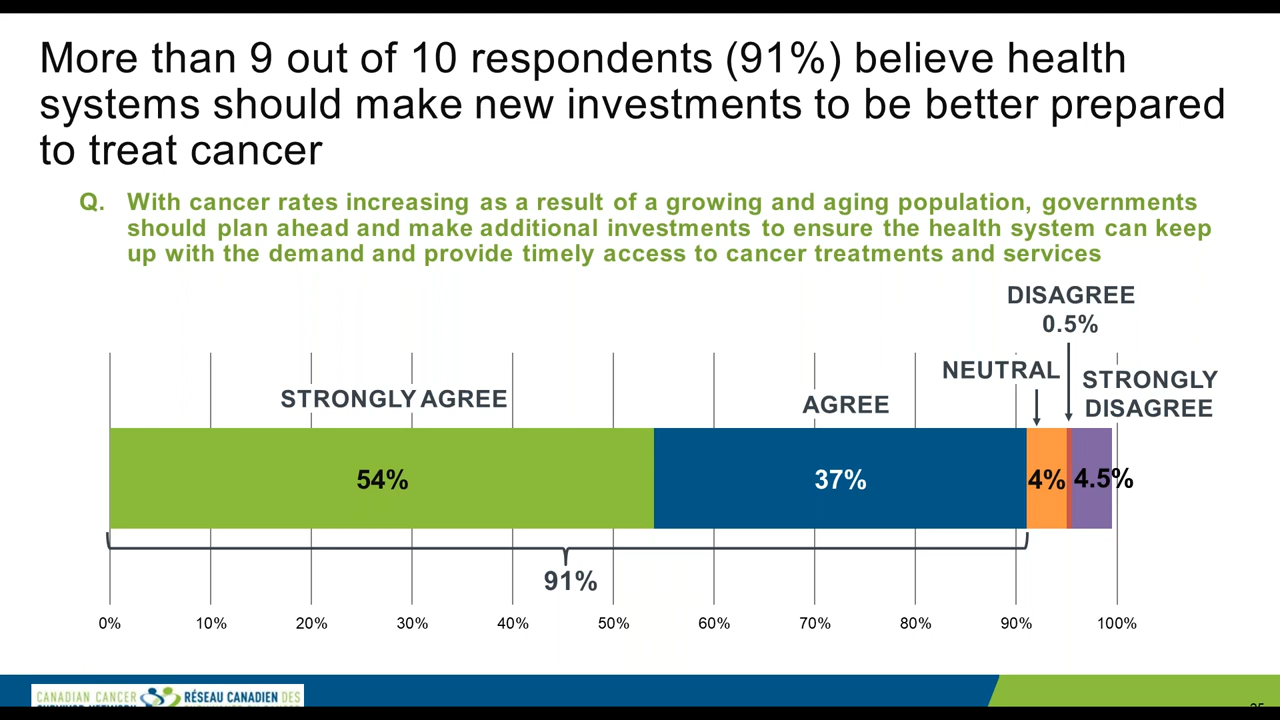 More than 9 out of 10 respondents (91%) believe health
systems should make new investments to be better prepared
to treat cancer
Q. With cancer rates increasing as a result of a growing and aging population, governments
should plan ahead and make additional investments to ensure the health system can keep
up with the demand and provide timely access to cancer treatments and services
DISAGREE
0.5%
NEUTRAL
STRONGLY
DISAGREE
STRONGLY AGREE
AGREE
54%
37%
4%
4.5%
91%
0%
10%
20%
30%
40%
50%
60%
70%
80%
90%
100%
CANADIAN CANCER
RÉSEAU CANADIEN DES